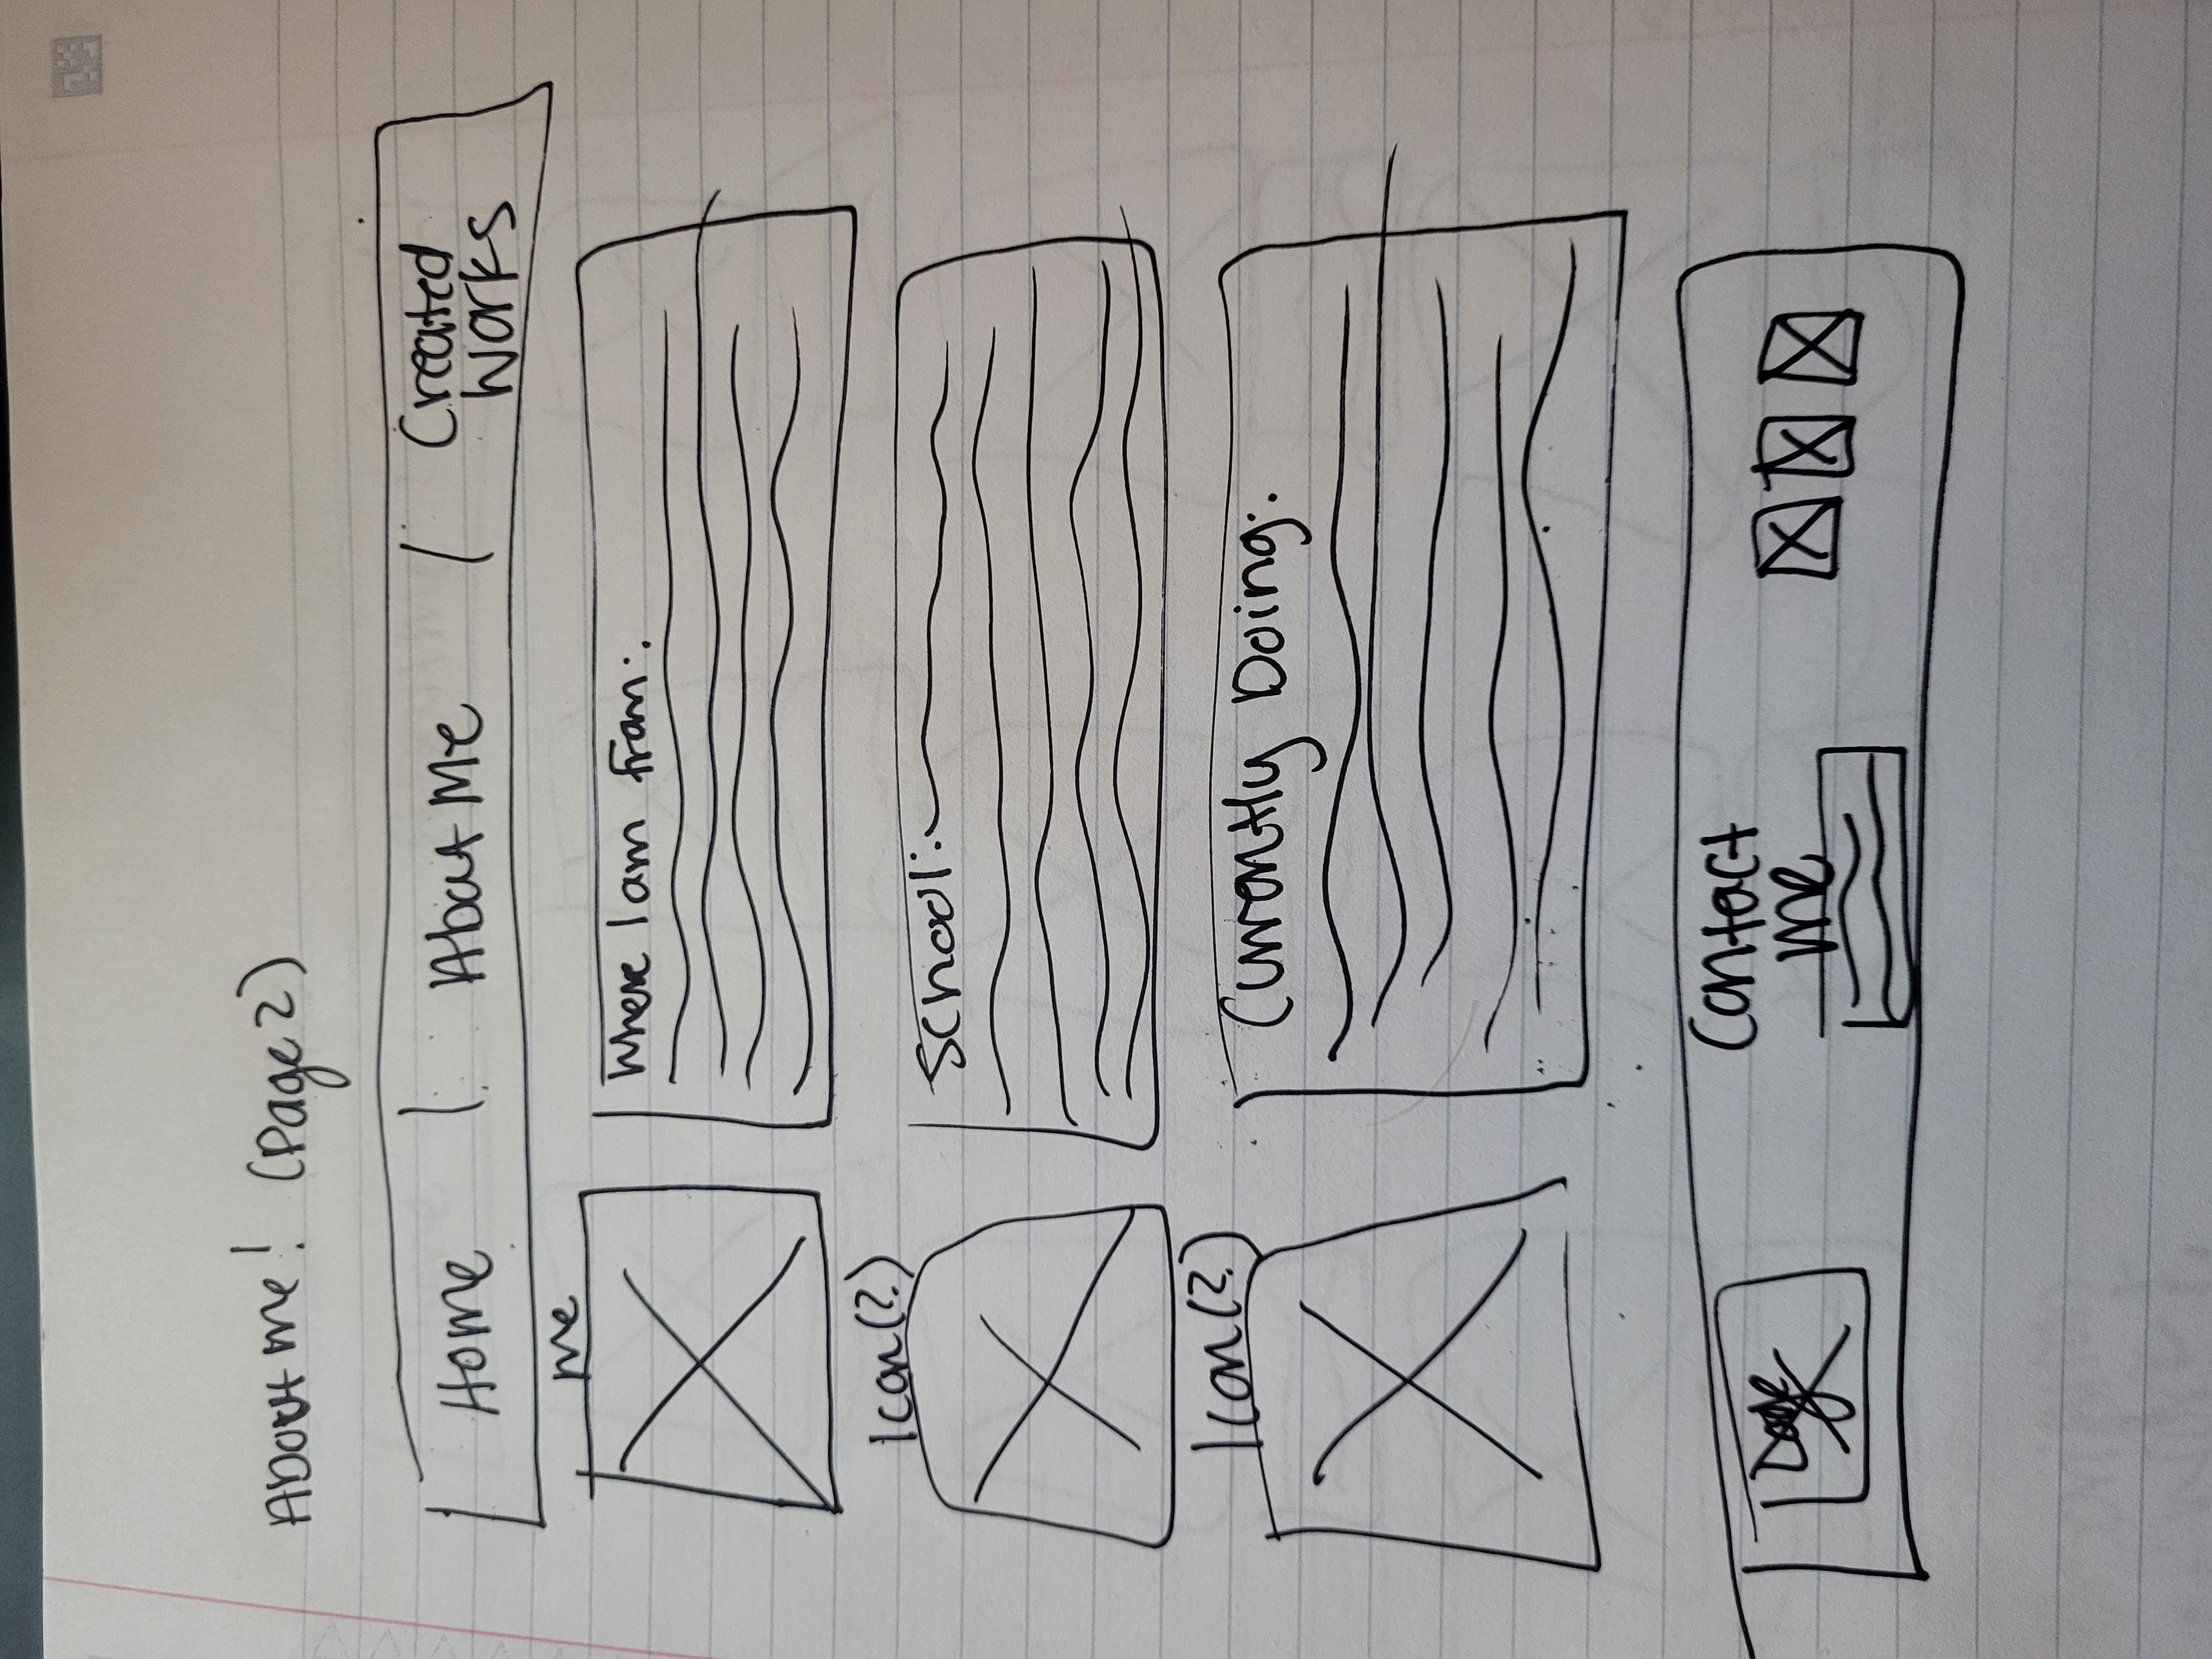 About me! (Page 2)
Home | About Me | Created
Works
me
Where I am from:
Icon(?)
School:
Icon(?)
Currently Doing:
Logo
Contact
me